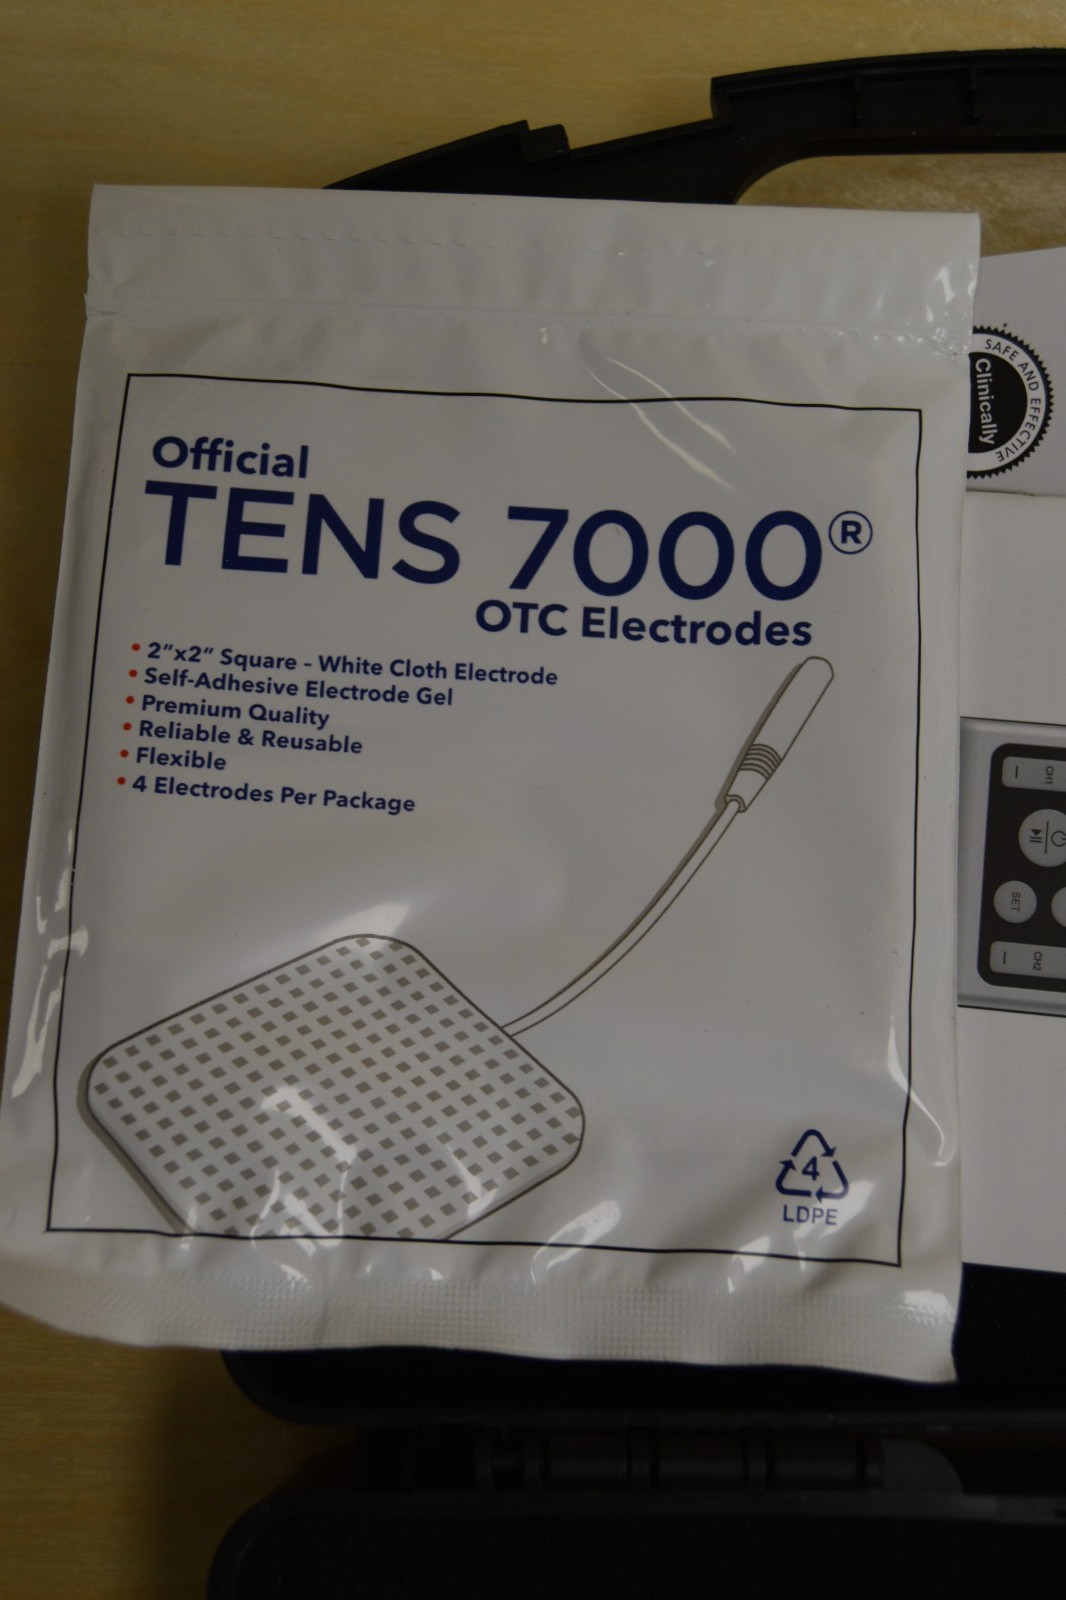 Official
TENS 7000®
OTC Electrodes
• 2"x2" Square - White Cloth Electrode
• Self-Adhesive Electrode Gel
• Premium Quality
• Reliable & Reusable
• Flexible
• 4 Electrodes Per Package
4
LDPE
SAFE AND EFFECTIVE
Clinically
CH1
SET
CH2